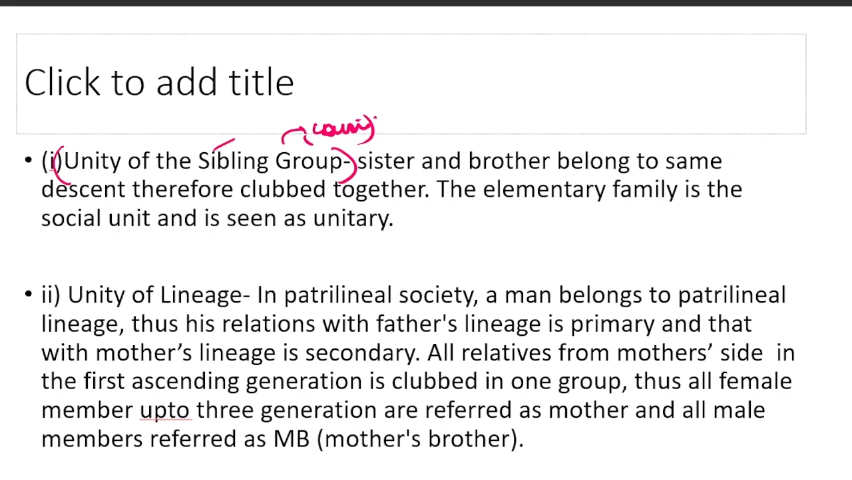 Click to add title
• (i)Unity of the Sibling Group- sister and brother belong to same
descent therefore clubbed together. The elementary family is the
social unit and is seen as unitary.
• ii) Unity of Lineage- In patrilineal society, a man belongs to patrilineal
lineage, thus his relations with father's lineage is primary and that
with mother’s lineage is secondary. All relatives from mothers’ side in
the first ascending generation is clubbed in one group, thus all female
member upto three generation are referred as mother and all male
members referred as MB (mother's brother).